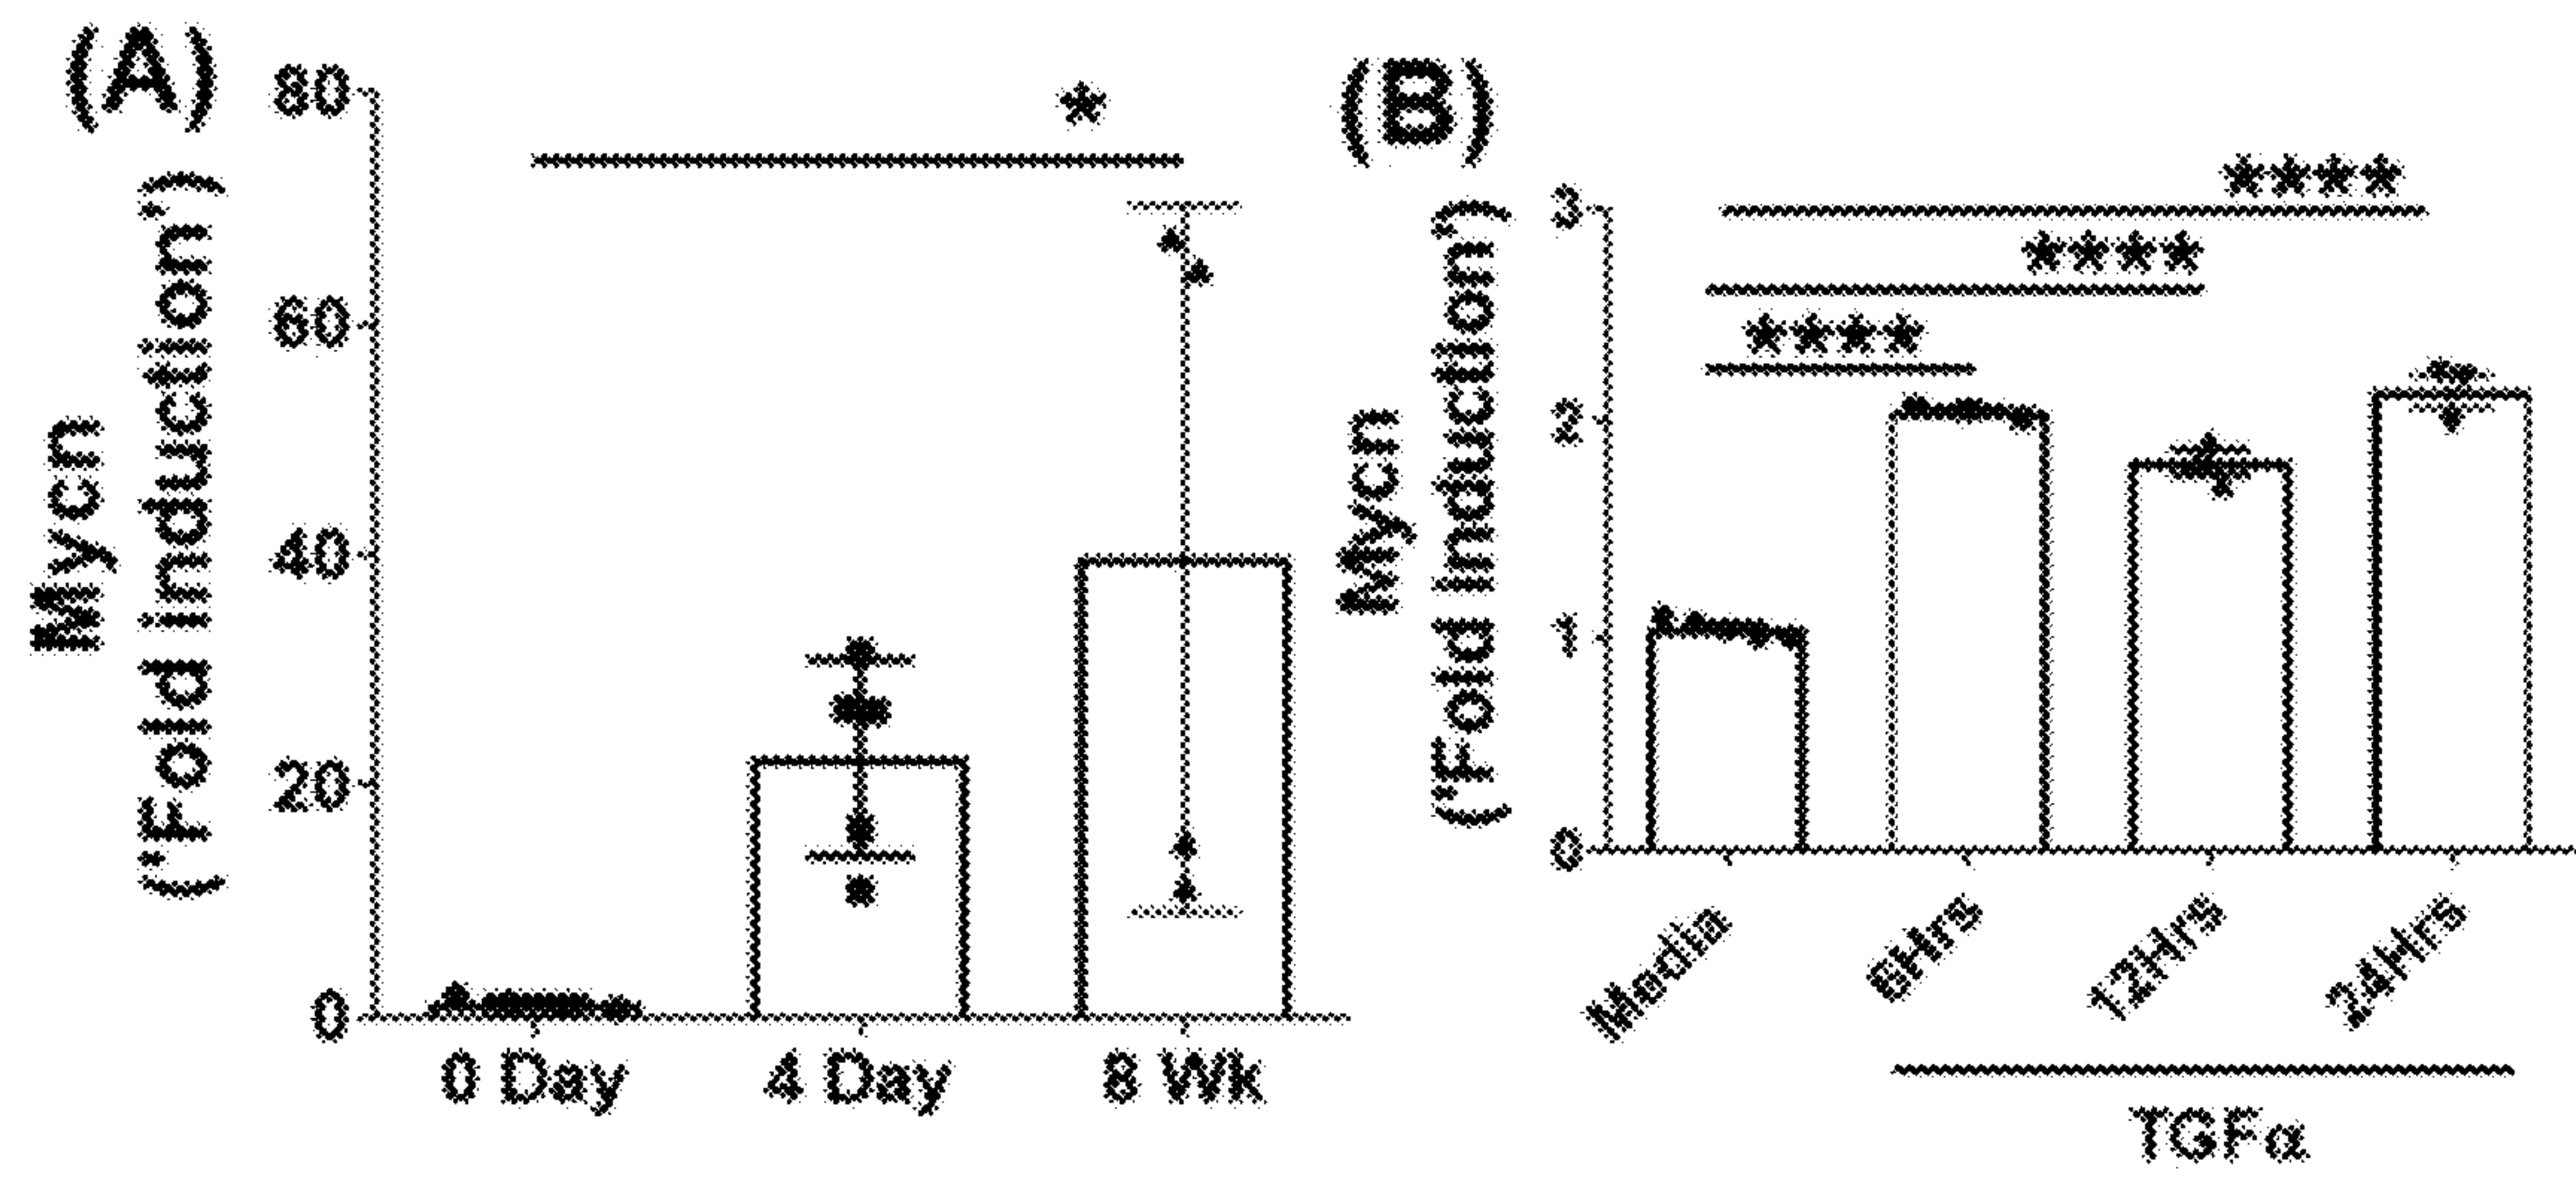 (A)
80
60
40
20
0
Mycn
('Fold induction')
*
0 Day
4 Day
8 Wk
(B)
3
2
1
0
Mycn
('Fold induction')
****
****
****
Media
6Hrs
12Hrs
24Hrs
TGFα